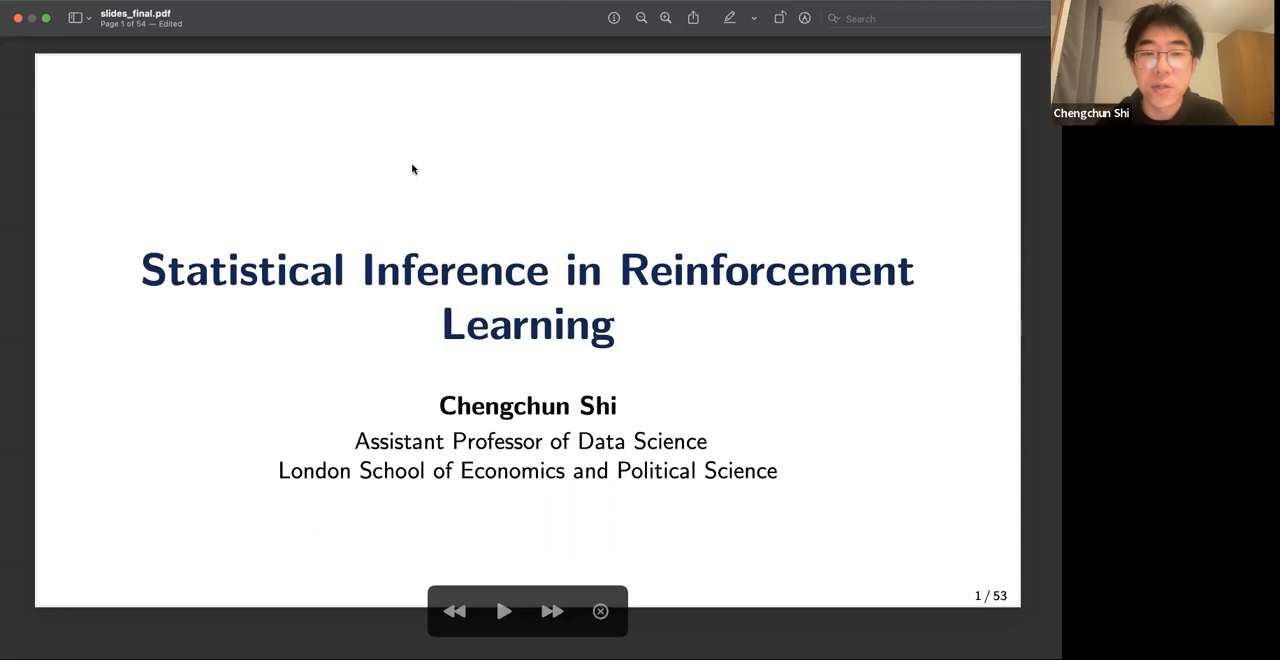 slides_final.pdf
Page 1 of 54 — Edited
Search
Chengchun Shi
Statistical Inference in Reinforcement
Learning
Chengchun Shi
Assistant Professor of Data Science
London School of Economics and Political Science
1 / 53